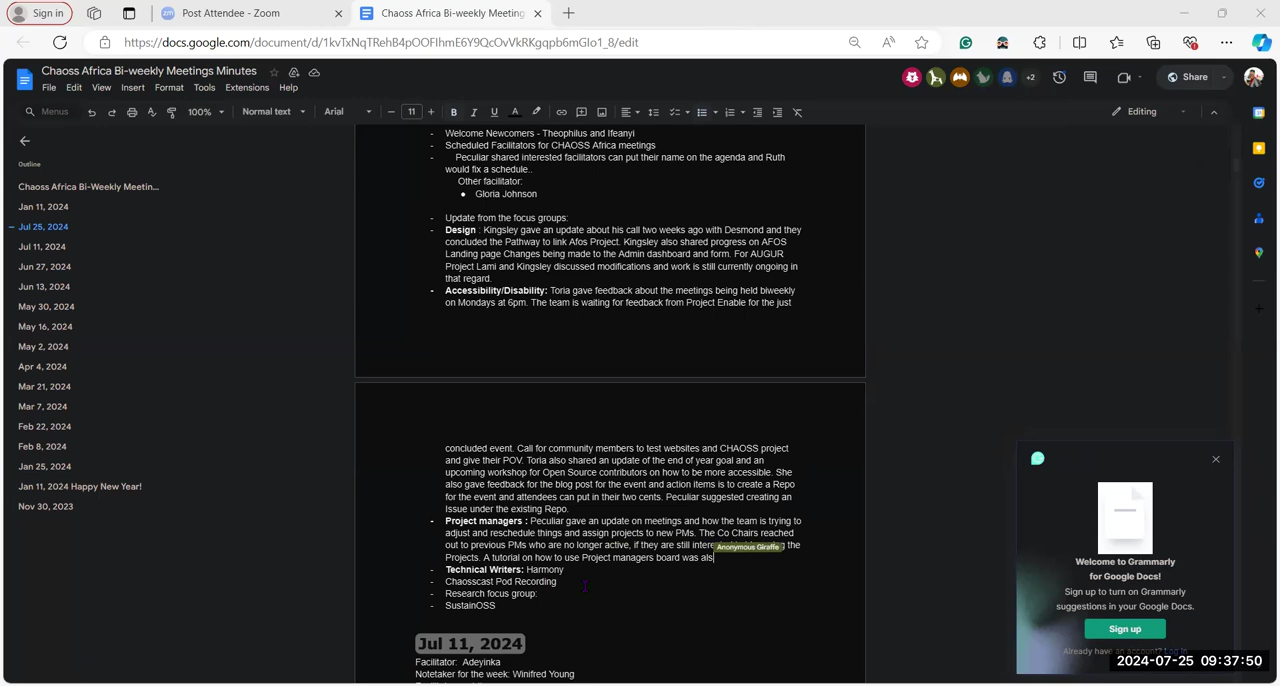 Sign in
Post Attendee - Zoom
Chaoss Africa Bi-weekly Meeting
https://docs.google.com/document/d/1kvTxNqTRehB4pOOFIhmE6Y9QcOvVkRKgqpb6mGIo1_8/edit
Chaoss Africa Bi-weekly Meetings Minutes
File Edit View Insert Format Tools Extensions Help
+2
Share
Menus
100%
Normal text
Arial
11
Editing
Outline
Chaoss Africa Bi-Weekly Meetin...
Jan 11, 2024
Jul 25, 2024
Jul 11, 2024
Jun 27, 2024
Jun 13, 2024
May 30, 2024
May 16, 2024
May 2, 2024
Apr 4, 2024
Mar 21, 2024
Mar 7, 2024
Feb 22, 2024
Feb 8, 2024
Jan 25, 2024
Jan 11, 2024 Happy New Year!
Nov 30, 2023
- Welcome Newcomers - Theophilus and Ifeanyi
- Scheduled Facilitators for CHAOSS Africa meetings
- Peculiar shared interested facilitators can put their name on the agenda and Ruth
would fix a schedule..
Other facilitator:
● Gloria Johnson
- Update from the focus groups:
- Design : Kingsley gave an update about his call two weeks ago with Desmond and they
concluded the Pathway to link Afos Project. Kingsley also shared progress on AFOS
Landing page Changes being made to the Admin dashboard and form. For AUGUR
Project Lami and Kingsley discussed modifications and work is still currently ongoing in
that regard.
- Accessibility/Disability: Toria gave feedback about the meetings being held biweekly
on Mondays at 6pm. The team is waiting for feedback from Project Enable for the just
concluded event. Call for community members to test websites and CHAOSS project
and give their POV. Toria also shared an update of the end of year goal and an
upcoming workshop for Open Source contributors on how to be more accessible. She
also gave feedback for the blog post for the event and action items is to create a Repo
for the event and attendees can put in their two cents. Peculiar suggested creating an
Issue under the existing Repo.
- Project managers : Peculiar gave an update on meetings and how the team is trying to
adjust and reschedule things and assign projects to new PMs. The Co Chairs reached
out to previous PMs who are no longer active, if they are still inter Anonymous Giraffe the
Projects. A tutorial on how to use Project managers board was als
- Technical Writers: Harmony
- Chaosscast Pod Recording
- Research focus group:
- SustainOSS
Jul 11, 2024
Facilitator: Adeyinka
Notetaker for the week: Winifred Young
Welcome to Grammarly
for Google Docs!
Sign up to turn on Grammarly
suggestions in your Google Docs.
Sign up
Already have an account? Log in
2024-07-25 09:37:50